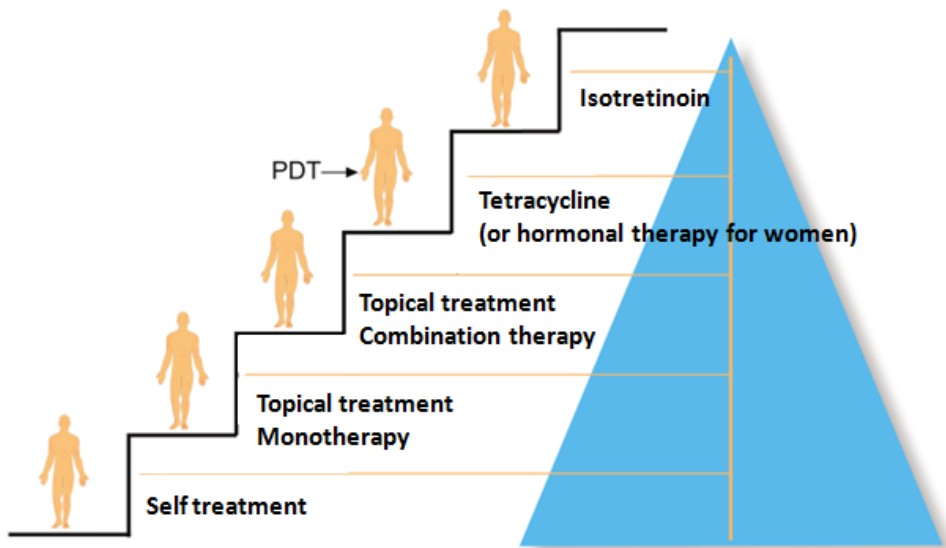 Isotretinoin
PDT
Tetracycline
(or hormonal therapy for women)
Topical treatment
Combination therapy
Topical treatment
Monotherapy
Self treatment